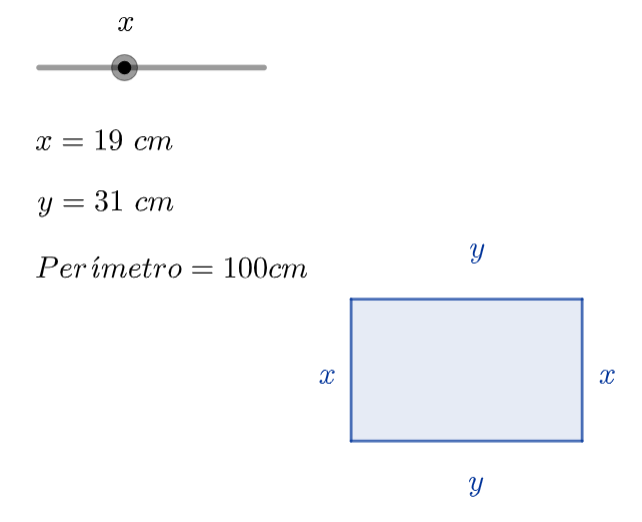 x
x = 19 cm
y = 31 cm
Perímetro = 100cm
y
x
x
y